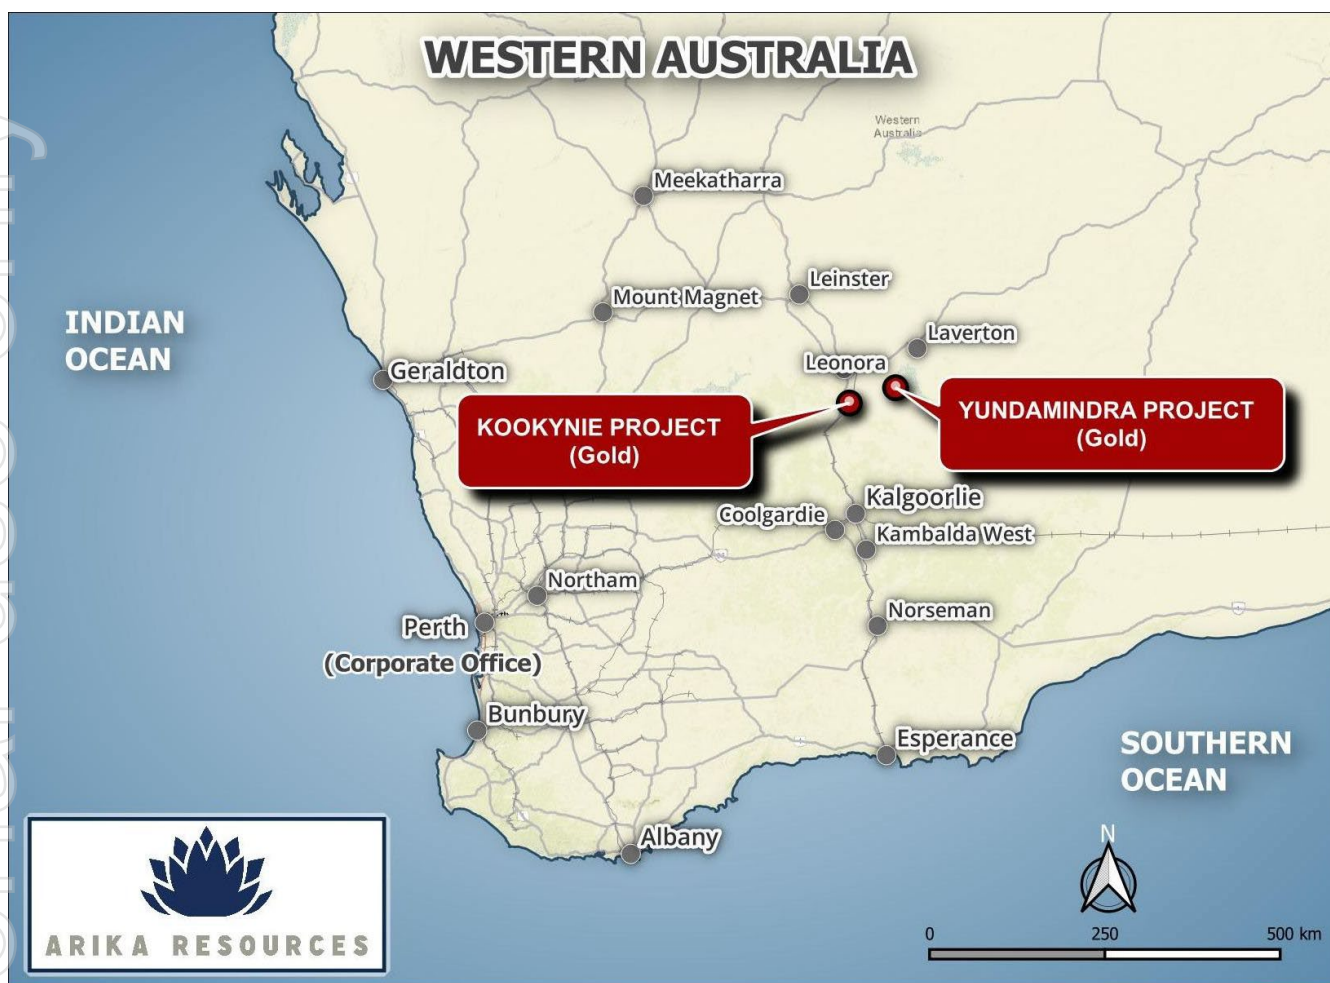 WESTERN AUSTRALIA
Western
Australia
Meekatharra
Leinster
Mount Magnet
INDIAN
OCEAN
Laverton
Leonora
Geraldton
KOOKYNIE PROJECT
(Gold)
YUNDAMINDRA PROJECT
(Gold)
Kalgoorlie
Coolgardie
Kambalda West
Northam
Norseman
Perth
(Corporate Office)
Bunbury
Esperance
SOUTHERN
OCEAN
Albany
N
0 250 500 km
ARIKA RESOURCES